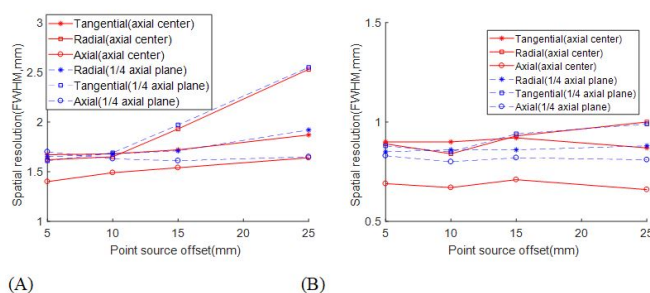 3
2.5
2
1.5
1
5
10
15
20
25
Spatial resolution(FWHM,mm)
Point source offset(mm)
Tangetial(axial center)
Radial(axial center)
Axial(axial center)
Radial(1/4 axial plane)
Tangential(1/4 axial plane)
Axial(1/4 axial plane)
(A)
1.5
1
0.5
5
10
15
20
25
Spatial resolution(FWHM,mm)
Point source offset(mm)
Tangential(axial center)
Radial(axial center)
Axial(axial center)
Radial(1/4 axial plane)
Tangential(1/4 axial plane)
Axial(1/4 axial plane)
(B)